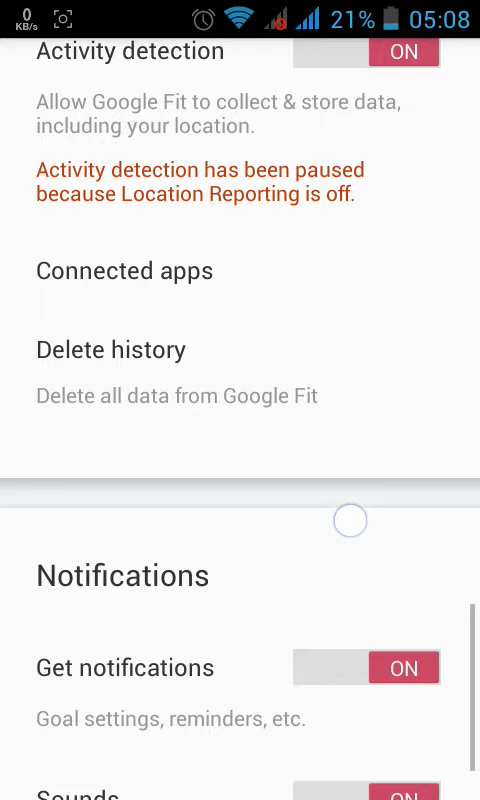 0
KB/s
21%
05:08
Activity detection
ON
Allow Google Fit to collect & store data,
including your location.
Activity detection has been paused
because Location Reporting is off.
Connected apps
Delete history
Delete all data from Google Fit
Notifications
Get notifications
ON
Goal settings, reminders, etc.
Sounds
ON